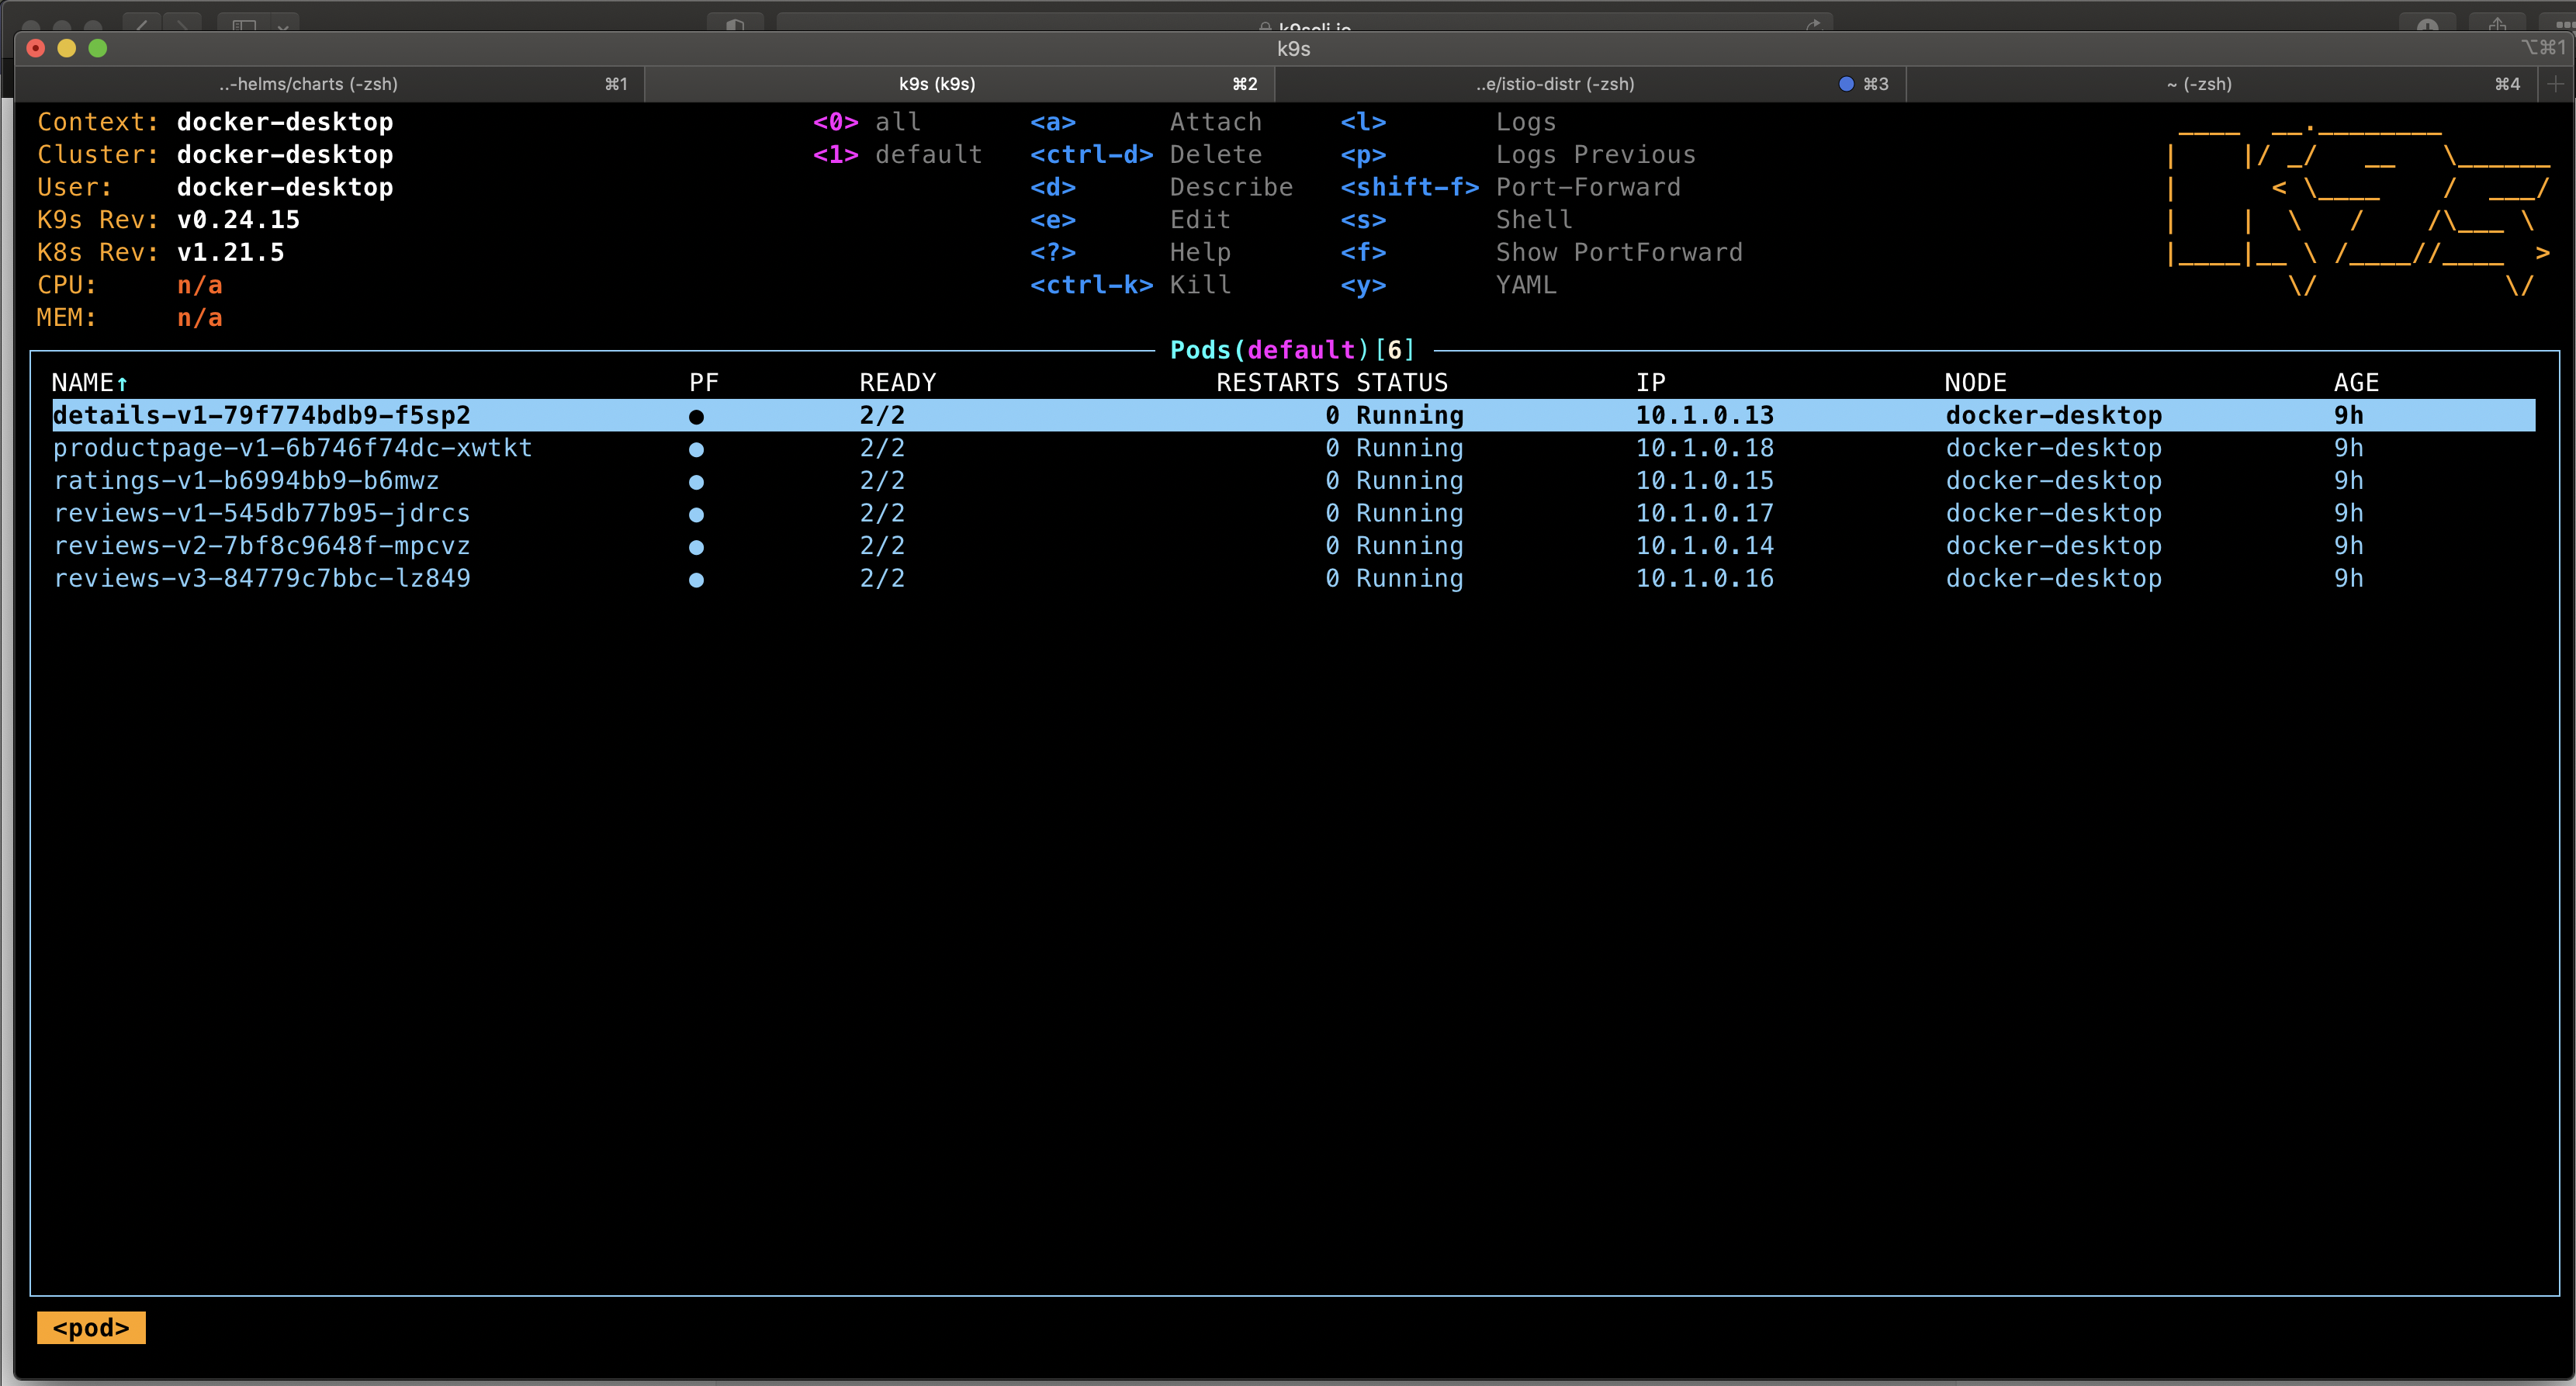 k9s ⌥⌘1
..-helms/charts (-zsh) ⌘1 k9s (k9s) ⌘2 ..e/istio-distr (-zsh) ⌘3 ~ (-zsh) ⌘4
Context: docker-desktop <0> all <a> Attach <l> Logs
Cluster: docker-desktop <1> default <ctrl-d> Delete <p> Logs Previous
User: docker-desktop <d> Describe <shift-f> Port-Forward
K9s Rev: v0.24.15 <e> Edit <s> Shell
K8s Rev: v1.21.5 <?> Help <f> Show PortForward
CPU: n/a <ctrl-k> Kill <y> YAML
MEM: n/a
Pods(default)[6]
NAME↑ PF READY RESTARTS STATUS IP NODE AGE
details-v1-79f774bdb9-f5sp2 ● 2/2 0 Running 10.1.0.13 docker-desktop 9h
productpage-v1-6b746f74dc-xwtkt ● 2/2 0 Running 10.1.0.18 docker-desktop 9h
ratings-v1-b6994bb9-b6mwz ● 2/2 0 Running 10.1.0.15 docker-desktop 9h
reviews-v1-545db77b95-jdrcs ● 2/2 0 Running 10.1.0.17 docker-desktop 9h
reviews-v2-7bf8c9648f-mpcvz ● 2/2 0 Running 10.1.0.14 docker-desktop 9h
reviews-v3-84779c7bbc-lz849 ● 2/2 0 Running 10.1.0.16 docker-desktop 9h
<pod>